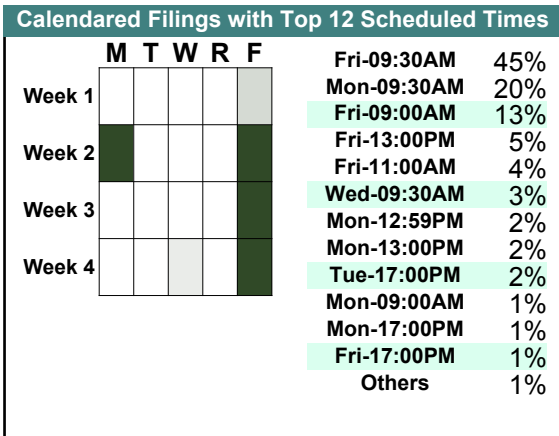 Calendared Filings with Top 12 Scheduled Times
M T W R F
Week 1
Week 2
Week 3
Week 4
Fri-09:30AM 45%
Mon-09:30AM 20%
Fri-09:00AM 13%
Fri-13:00PM 5%
Fri-11:00AM 4%
Wed-09:30AM 3%
Mon-12:59PM 2%
Mon-13:00PM 2%
Tue-17:00PM 2%
Mon-09:00AM 1%
Mon-17:00PM 1%
Fri-17:00PM 1%
Others 1%